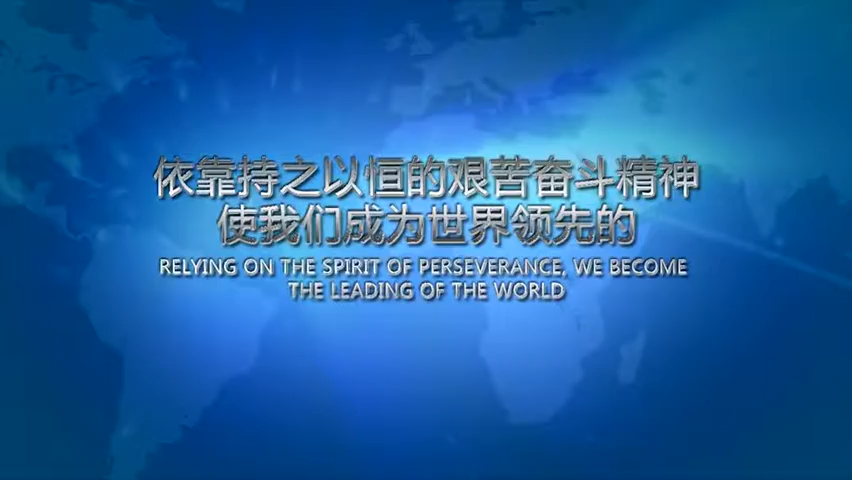 依靠持之以恒的艰苦奋斗精神
使我们成为世界领先的
RELYING ON THE SPIRIT OF PERSEVERANCE, WE BECOME
THE LEADING OF THE WORLD